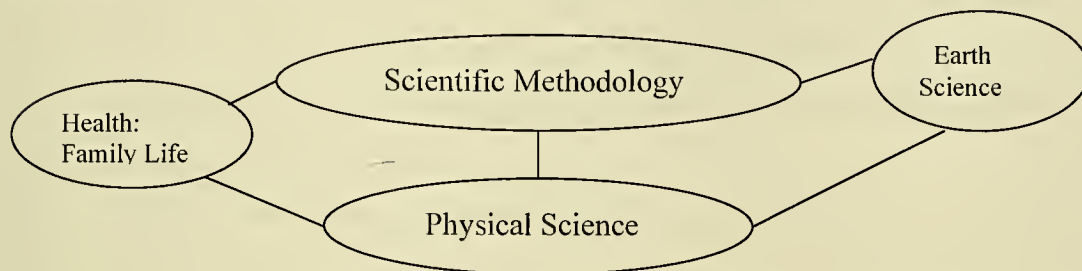 Scientific Methodology
Earth
Science
Health:
Family Life
Physical Science